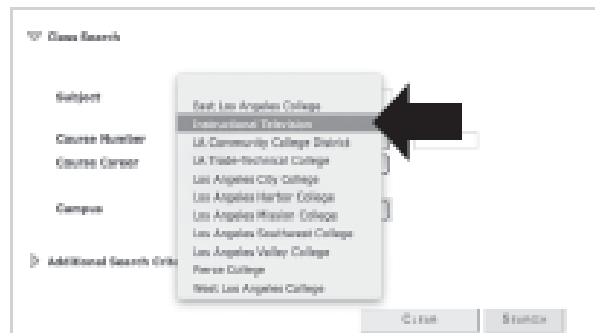 Class Search
Subject
East Los Angeles College
Instructional Television
Course Number
LA Community College District
Course Career
LA Trade-Technical College
Los Angeles City College
Los Angeles Harbor College
Campus
Los Angeles Mission College
Los Angeles Southwest College
Los Angeles Valley College
Additional Search Crite
Pierce College
West Los Angeles College
Clear
Search